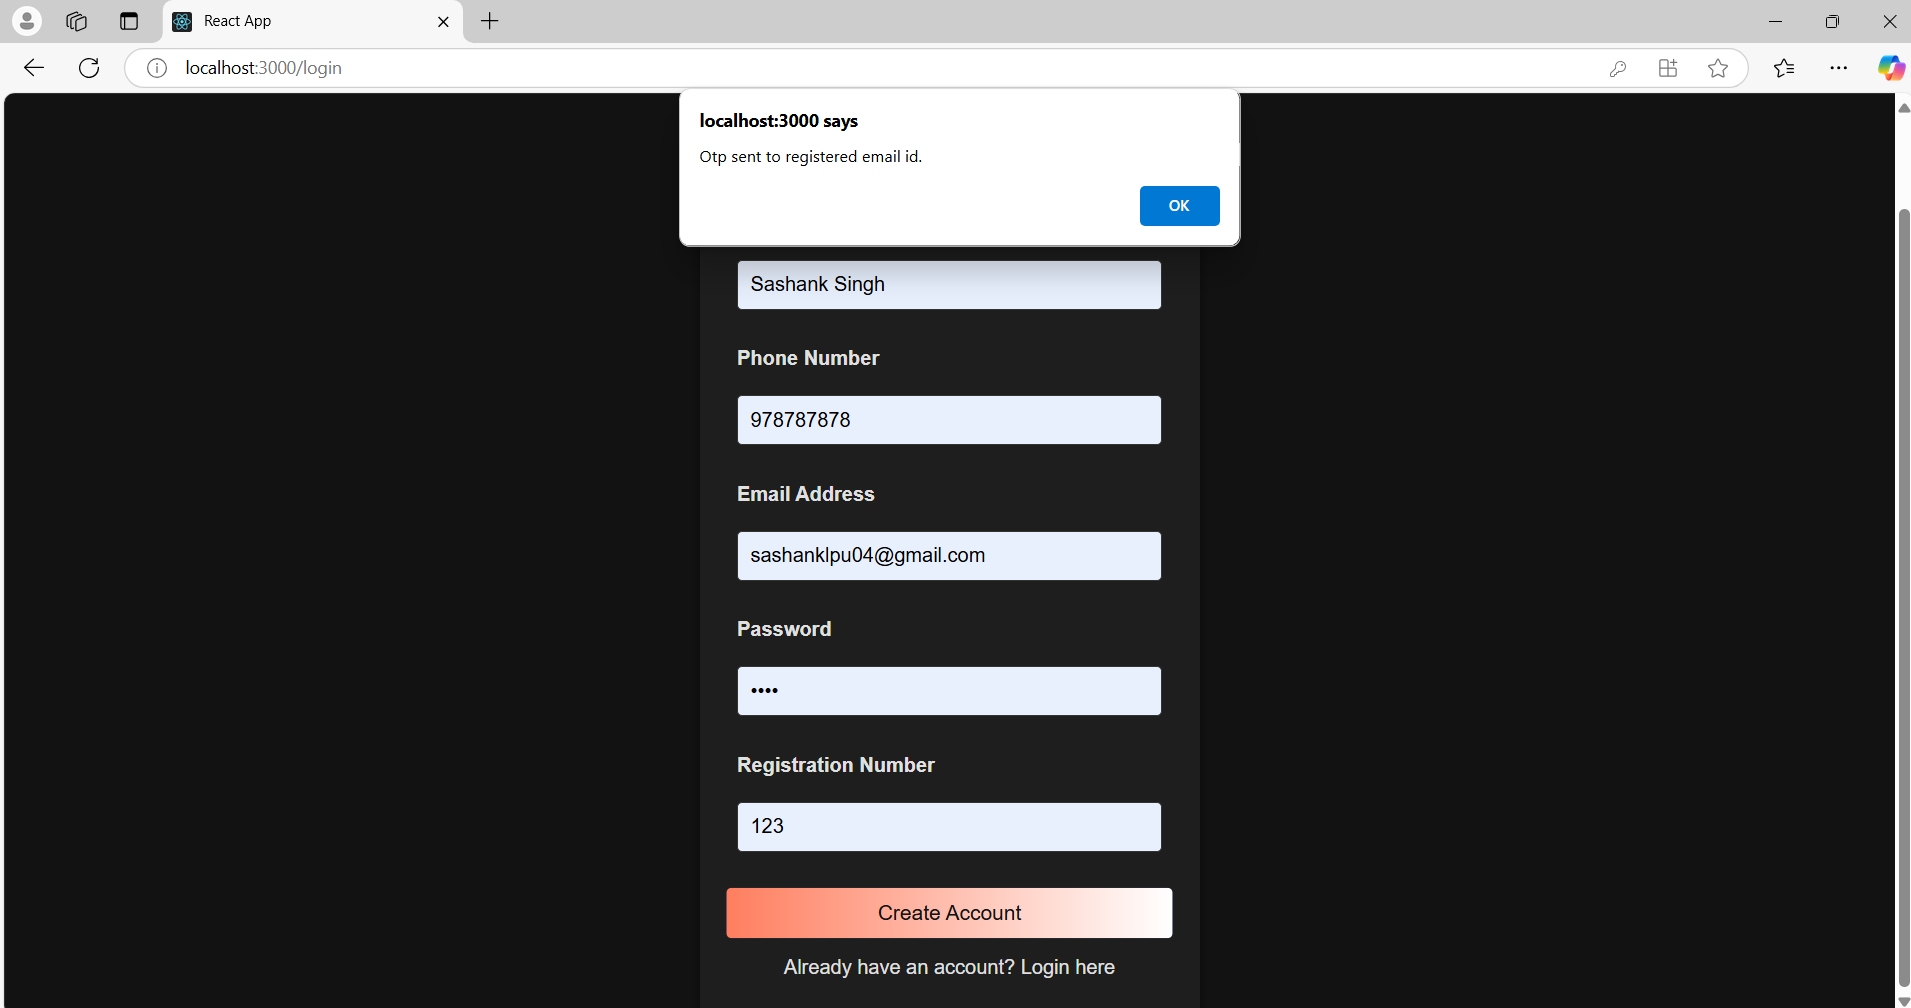 React App
localhost:3000/login
localhost:3000 says
Otp sent to registered email id.
OK
Sashank Singh
Phone Number
978787878
Email Address
sashanklpu04@gmail.com
Password
••••
Registration Number
123
Create Account
Already have an account? Login here